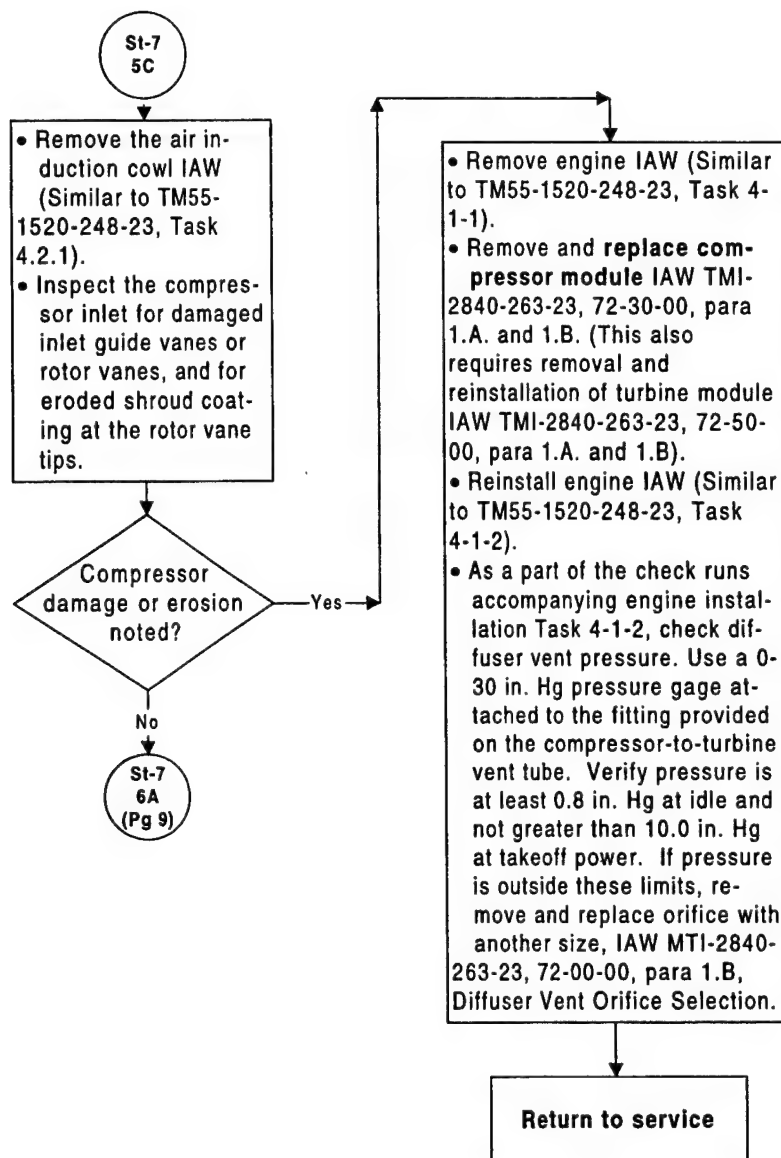 St-7
5C
• Remove the air in-
duction cowl IAW
(Similar to TM55-
1520-248-23, Task
4.2.1).
• Inspect the compres-
sor inlet for damaged
inlet guide vanes or
rotor vanes, and for
eroded shroud coat-
ing at the rotor vane
tips.
Compressor
damage or erosion
noted?
Yes
No
St-7
6A
(Pg 9)
• Remove engine IAW (Similar
to TM55-1520-248-23, Task 4-
1-1).
• Remove and replace com-
pressor module IAW TMI-
2840-263-23, 72-30-00, para
1.A. and 1.B. (This also
requires removal and
reinstallation of turbine module
IAW TMI-2840-263-23, 72-50-
00, para 1.A. and 1.B).
• Reinstall engine IAW (Similar
to TM55-1520-248-23, Task
4-1-2).
• As a part of the check runs
accompanying engine instal-
lation Task 4-1-2, check dif-
fuser vent pressure. Use a 0-
30 in. Hg pressure gage at-
tached to the fitting provided
on the compressor-to-turbine
vent tube. Verify pressure is
at least 0.8 in. Hg at idle and
not greater than 10.0 in. Hg
at takeoff power. If pressure
is outside these limits, re-
move and replace orifice with
another size, IAW MTI-2840-
263-23, 72-00-00, para 1.B,
Diffuser Vent Orifice Selection.
Return to service